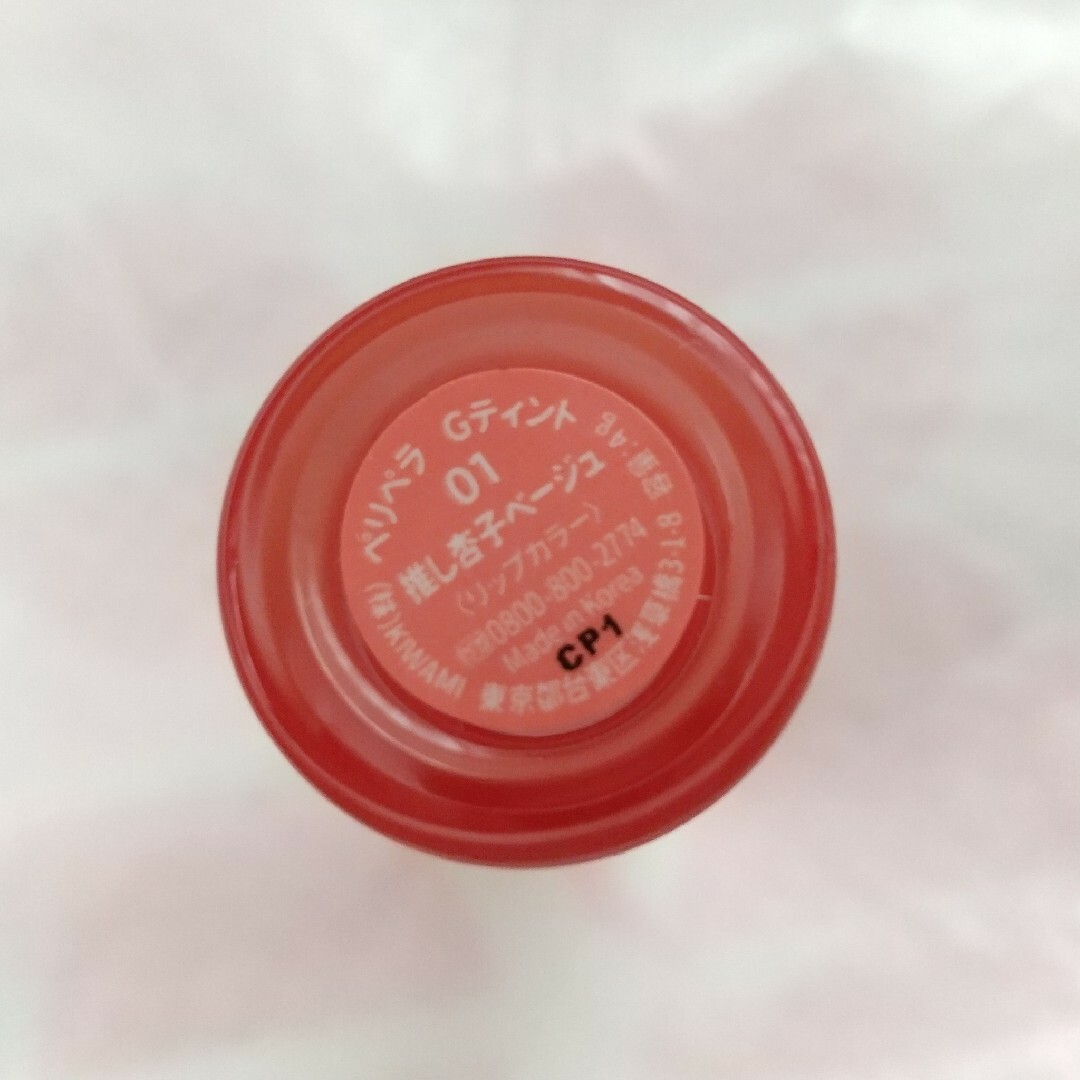 ペリペラ Gティント
01
推し杏子ベージュ
〈リップカラー〉
0800-800-2774
Made in Korea
CP1
(株)KIWAMI 東京都台東区浅草橋3-1-8